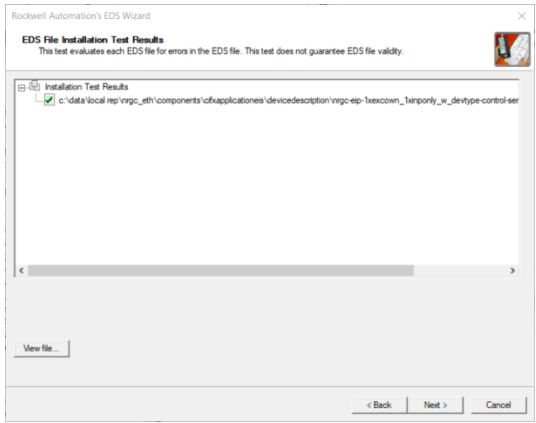 Rockwell Automation's EDS Wizard
EDS File Installation Test Results
This test evaluates each EDS file for errors in the EDS file. This test does not guarantee EDS file validity.
Installation Test Results
c:\data\local rep\nrgc_eth\components\cifxapplicationeis\devicedescription\nrgc-eip-1xexcown_1xinponly_w_devtype-control-ser
View file...
< Back Next > Cancel